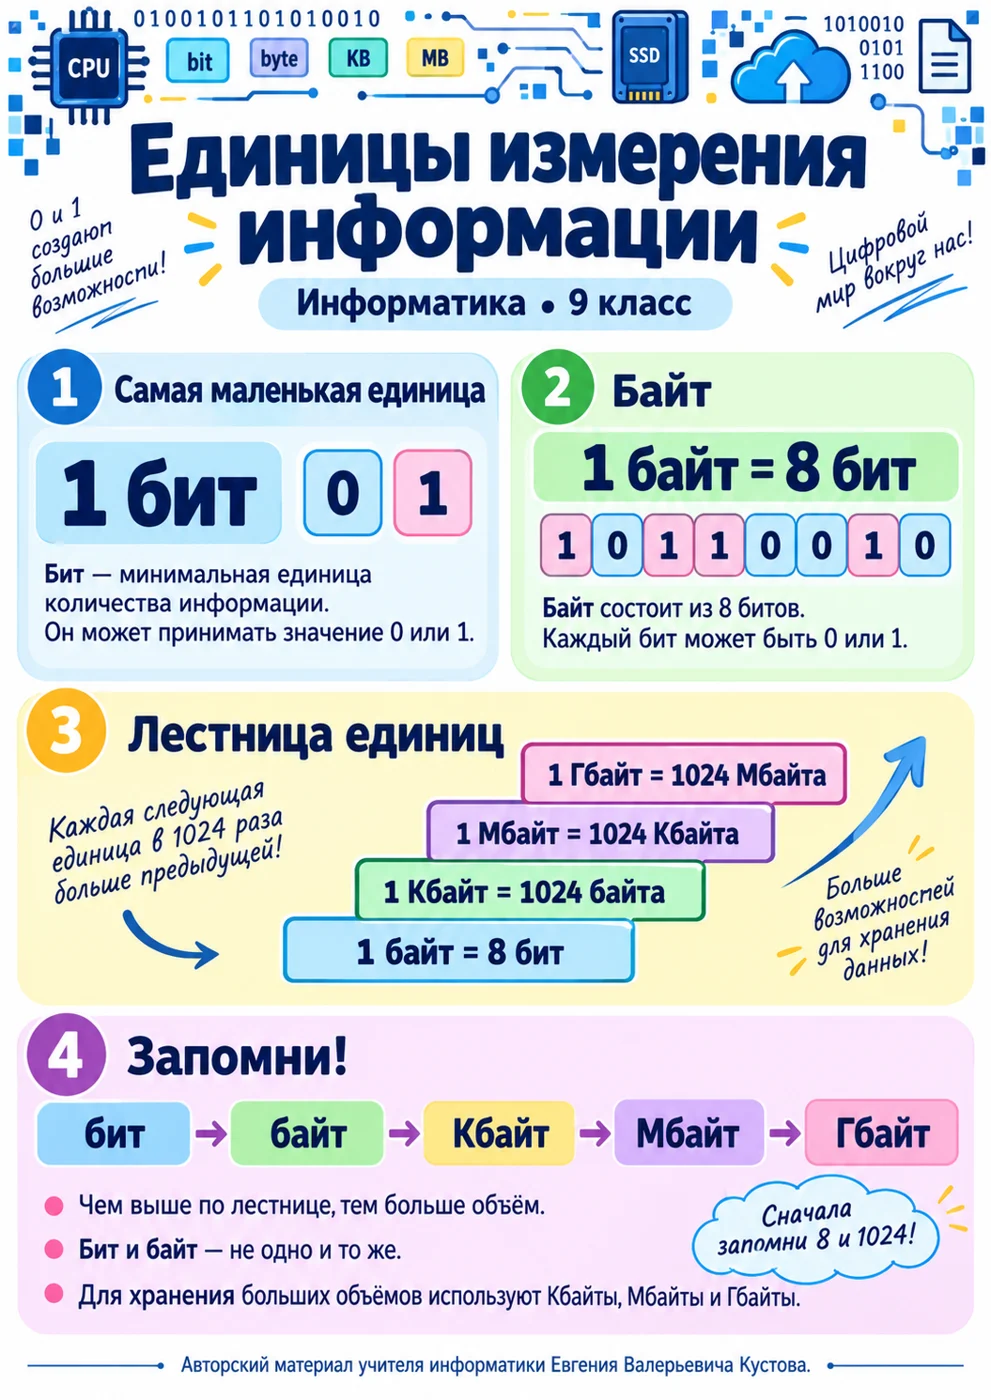 0100101101010010
CPU
bit
byte
KB
MB
SSD
1010010
0101
1100
Единицы измерения
информации
0 и 1
создают
большие
возможности!
Цифровой
мир вокруг нас!
Информатика • 9 класс
1
Самая маленькая единица
1 бит
0
1
Бит — минимальная единица
количества информации.
Он может принимать значение 0 или 1.
2
Байт
1 байт = 8 бит
1 0 1 1 0 0 1 0
Байт состоит из 8 битов.
Каждый бит может быть 0 или 1.
3
Лестница единиц
Каждая следующая
единица в 1024 раза
больше предыдущей!
1 Гбайт = 1024 Мбайта
1 Мбайт = 1024 Кбайта
1 Кбайт = 1024 байта
1 байт = 8 бит
Больше
возможностей
для хранения
данных!
4
Запомни!
бит → байт → Кбайт → Мбайт → Гбайт
Чем выше по лестнице, тем больше объём.
Бит и байт — не одно и то же.
Для хранения больших объёмов используют Кбайты, Мбайты и Гбайты.
Сначала
запомни 8 и 1024!
Авторский материал учителя информатики Евгения Валерьевича Кустова.